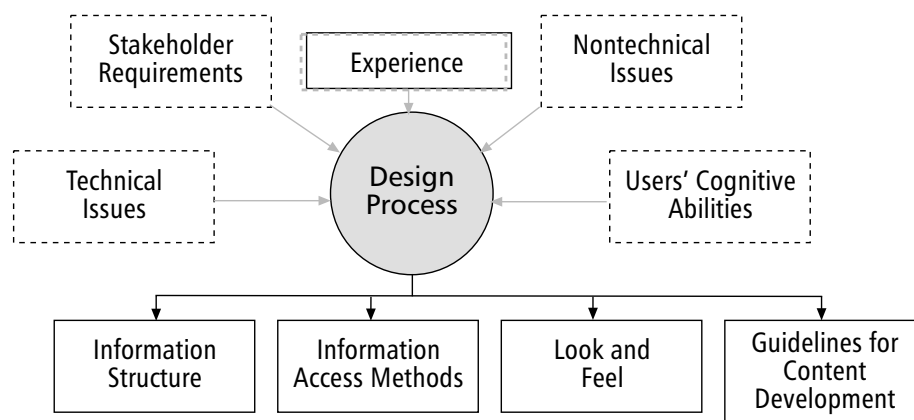 Stakeholder
Requirements
Experience
Nontechnical
Issues
Technical
Issues
Design
Process
Users’ Cognitive
Abilities
Information
Structure
Information
Access Methods
Look and
Feel
Guidelines for
Content
Development